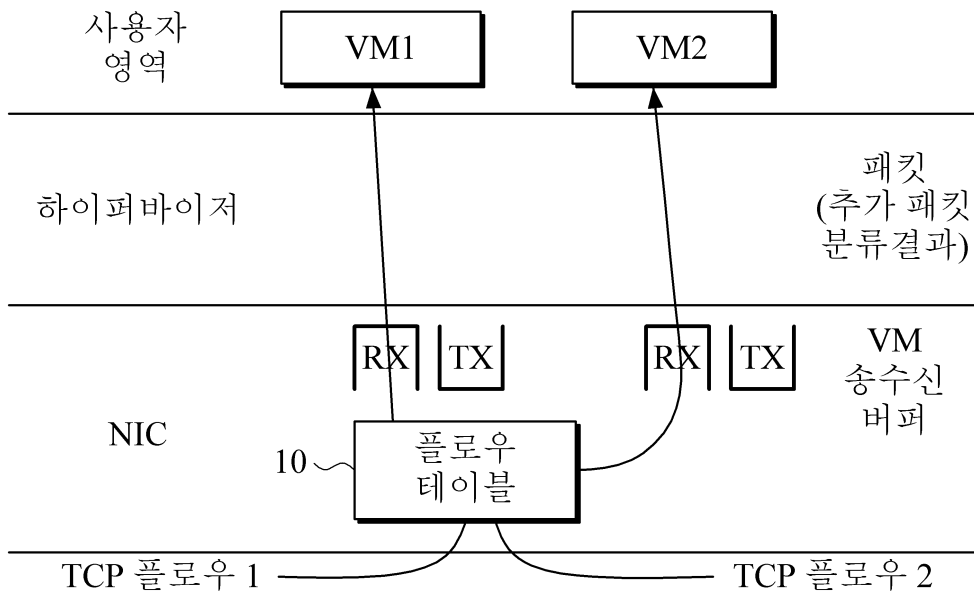 사용자
영역
VM1
VM2
하이퍼바이저
패킷
(추가 패킷
분류결과)
RX
TX
RX
TX
VM
송수신
버퍼
NIC
10
플로우
테이블
TCP 플로우 1
TCP 플로우 2